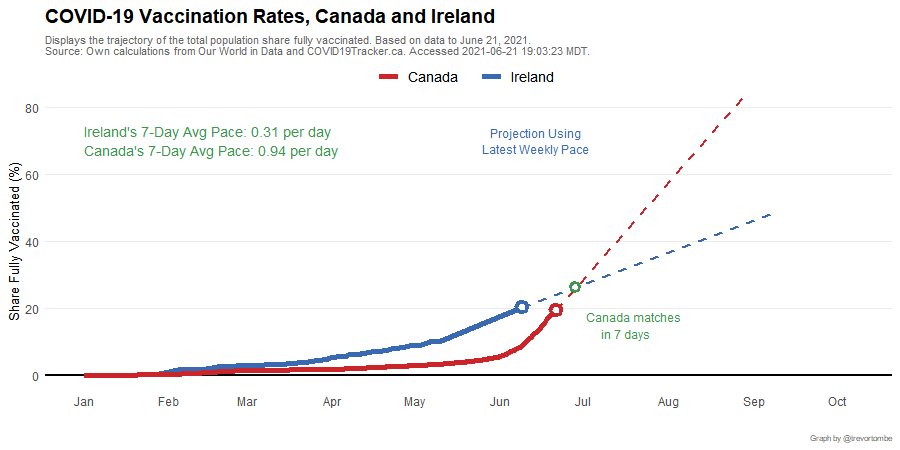 COVID-19 Vaccination Rates, Canada and Ireland
Displays the trajectory of the total population share fully vaccinated. Based on data to June 21, 2021.
Source: Own calculations from Our World in Data and COVID19Tracker.ca. Accessed 2021-06-21 19:03:23 MDT.
Canada
Ireland
Ireland's 7-Day Avg Pace: 0.31 per day
Canada's 7-Day Avg Pace: 0.94 per day
Projection Using
Latest Weekly Pace
Share Fully Vaccinated (%)
80
60
40
20
0
Canada matches
in 7 days
Jan
Feb
Mar
Apr
May
Jun
Jul
Aug
Sep
Oct
Graph by @trevortombe